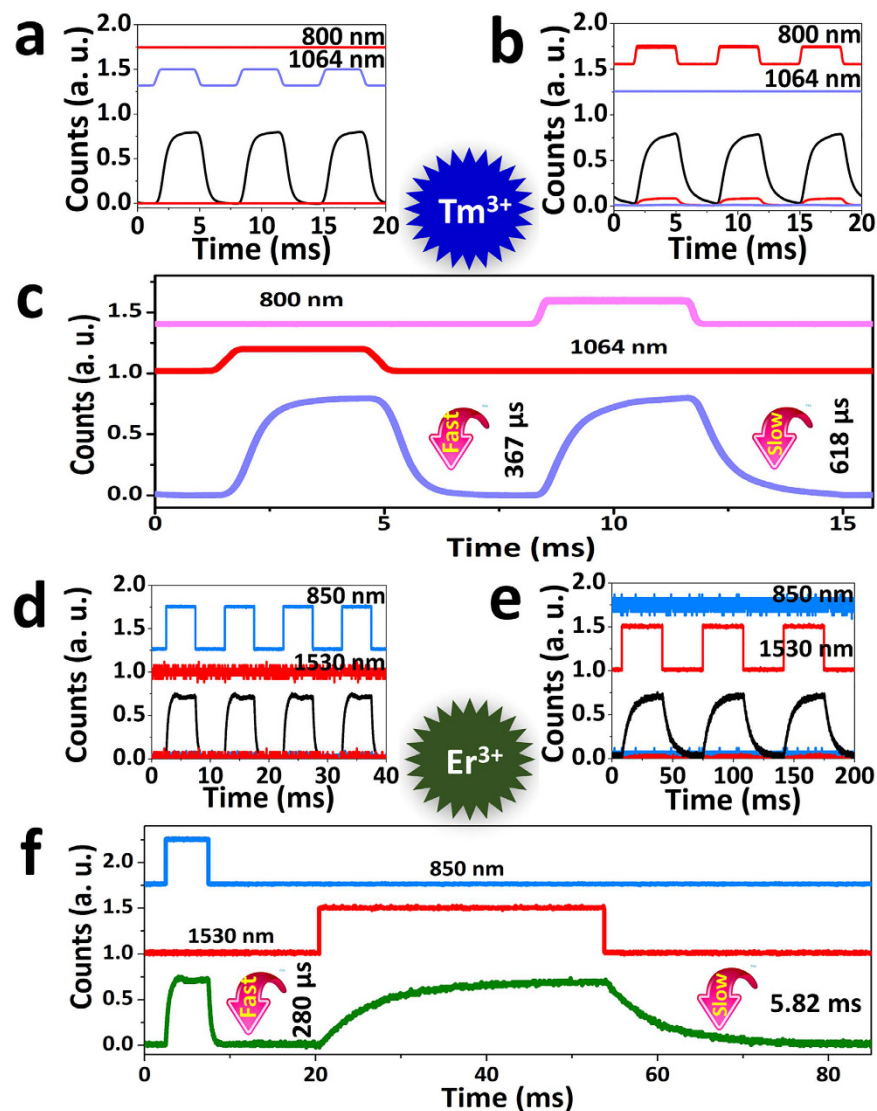 a
Counts (a. u.)
2.0
1.5
1.0
0.5
0.0
800 nm
1064 nm
0 5 10 15 20
Time (ms)
b
Counts (a. u.)
2.0
1.5
1.0
0.5
0.0
800 nm
1064 nm
0 5 10 15 20
Time (ms)
Tm³⁺
c
Counts (a. u.)
1.5
1.0
0.5
0.0
800 nm
1064 nm
Fast
367 µs
Slow
618 µs
0 5 10 15
Time (ms)
d
Counts (a. u.)
2.0
1.5
1.0
0.5
0.0
850 nm
1530 nm
0 10 20 30 40
Time (ms)
e
Counts (a. u.)
2.0
1.5
1.0
0.5
0.0
850 nm
1530 nm
0 50 100 150 200
Time (ms)
Er³⁺
f
Counts (a. u.)
2.0
1.5
1.0
0.5
0.0
850 nm
1530 nm
Fast
280 µs
Slow
5.82 ms
0 20 40 60 80
Time (ms)